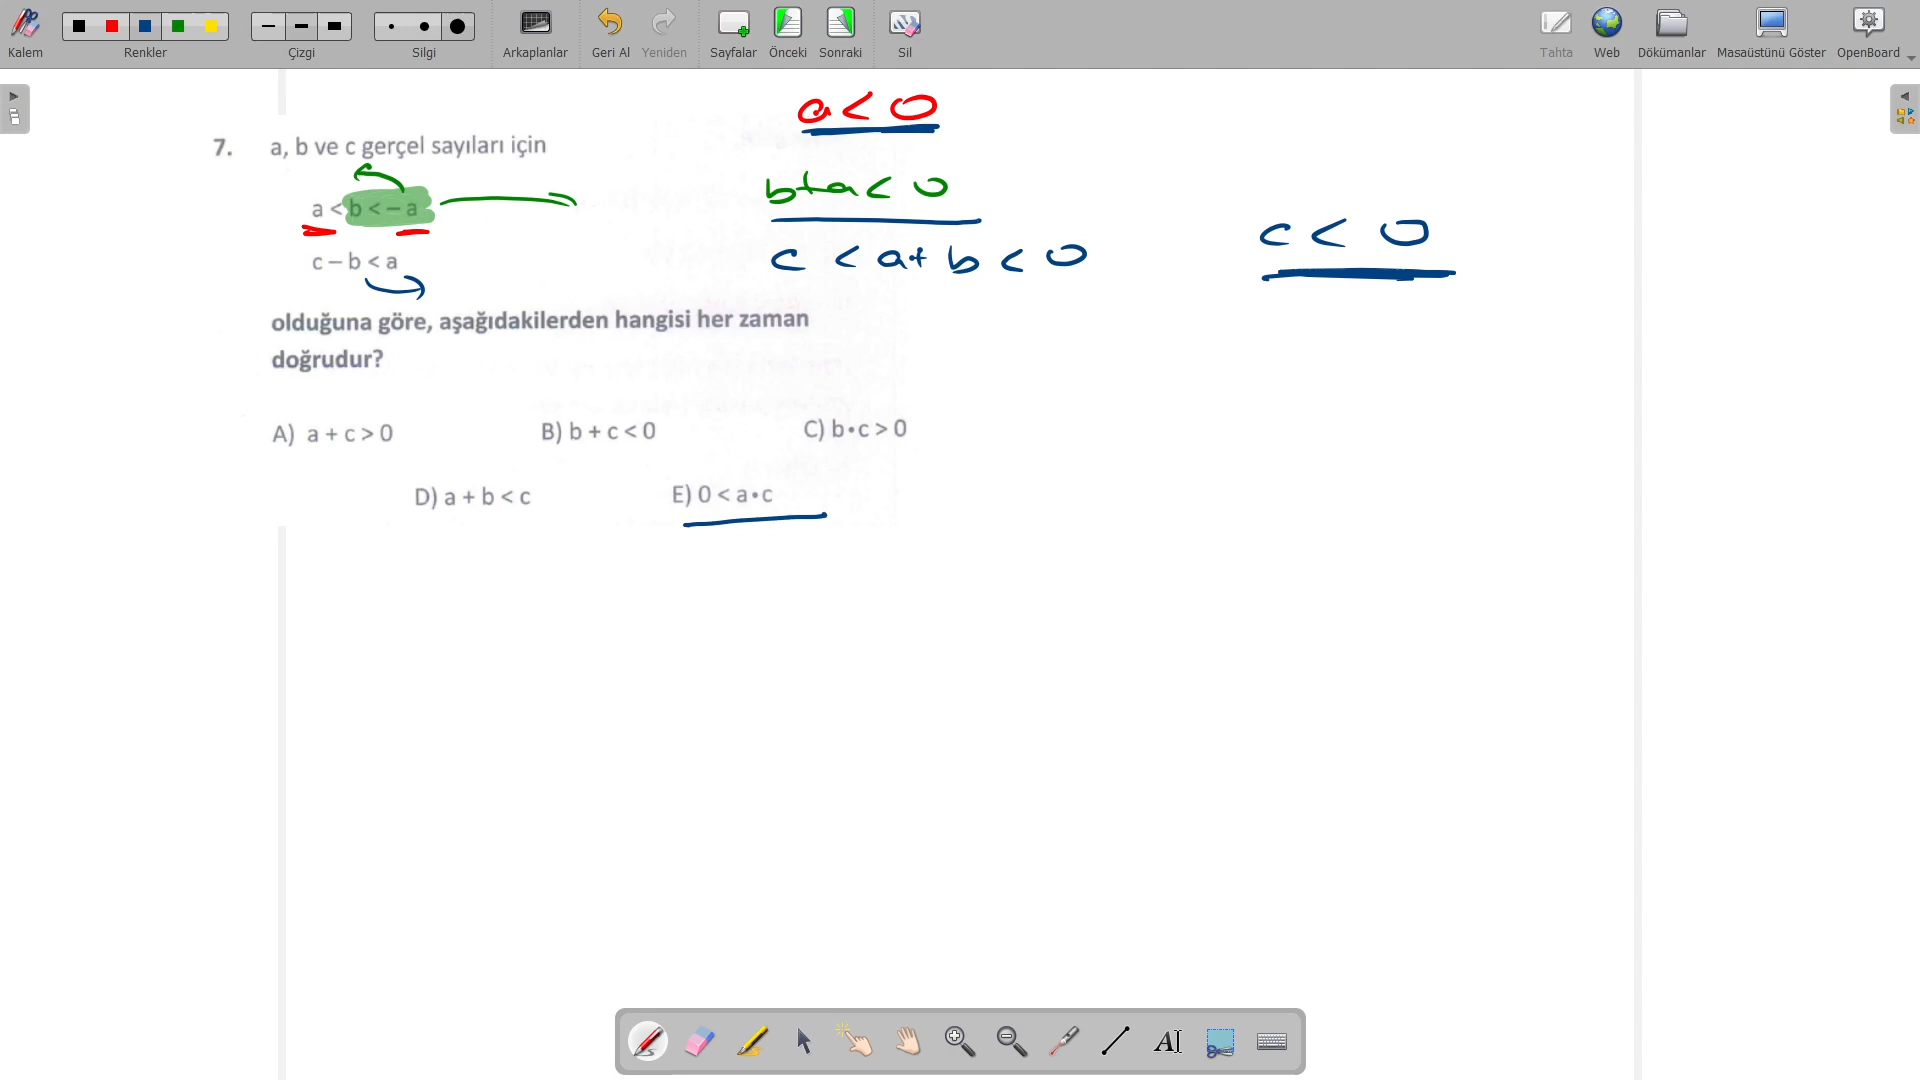 Kalem
Renkler
Çizgi
Silgi
Arkaplanlar
Geri Al
Yeniden
Sayfalar
Önceki
Sonraki
Sil
Tahta
Web
Dökümanlar
Masaüstünü Göster
OpenBoard
a < 0
7. a, b ve c gerçel sayıları için
b+a < 0
a < b < – a
c < 0
c < a+b < 0
c – b < a
olduğuna göre, aşağıdakilerden hangisi her zaman
doğrudur?
A) a + c > 0
B) b + c < 0
C) b•c > 0
D) a + b < c
E) 0 < a•c